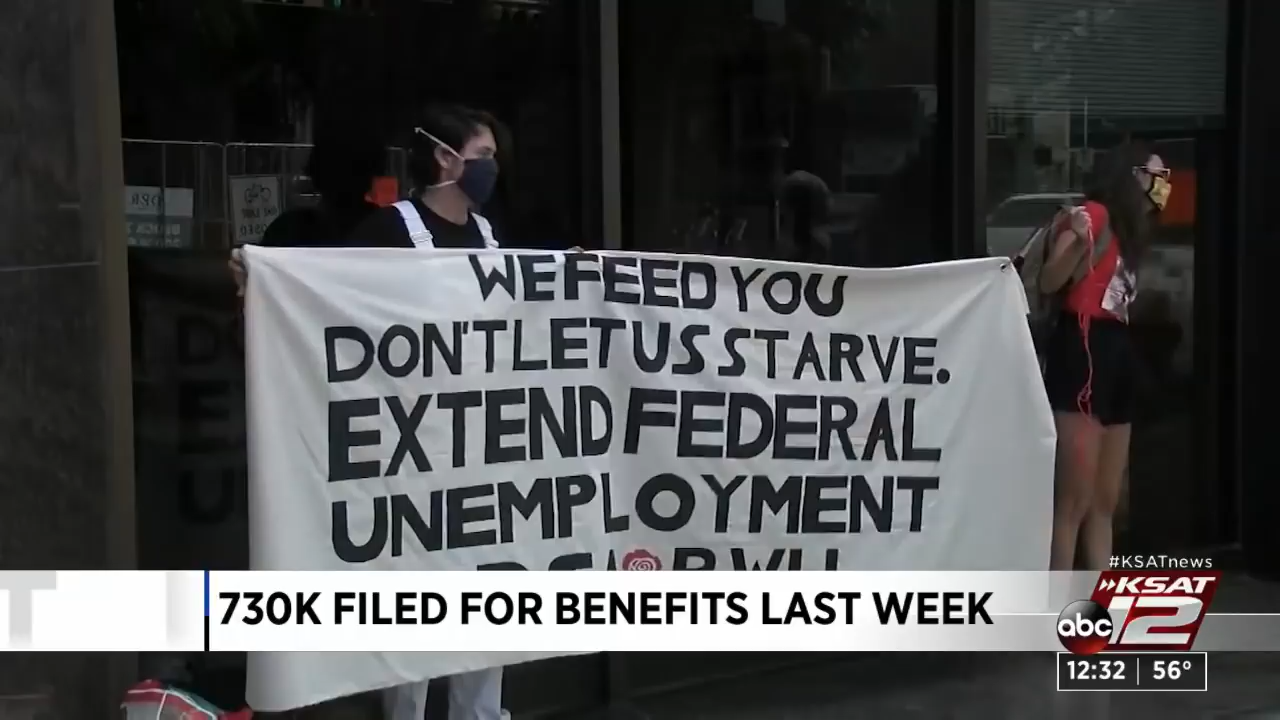 WE FEED YOU
DON'T LET US STARVE.
EXTEND FEDERAL
UNEMPLOYMENT
#KSATnews
730K FILED FOR BENEFITS LAST WEEK
KSAT
12
abc
12:32 56°